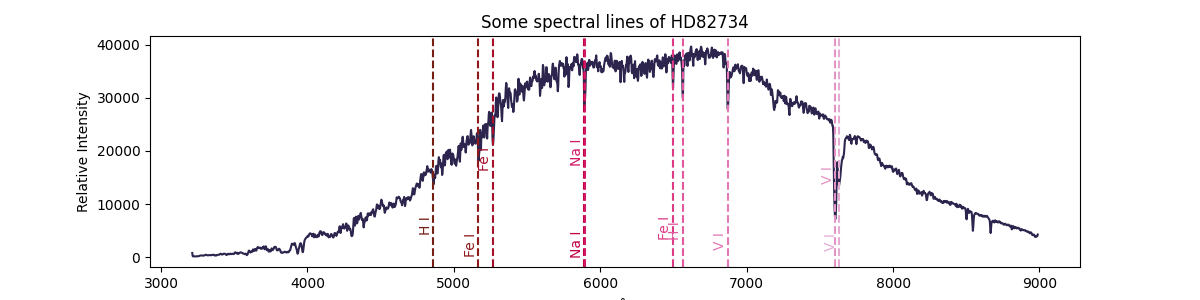 Some spectral lines of HD82734
Relative Intensity
40000
30000
20000
10000
0
H I
Fe I
Fe I
Na I
Na I
Fe I
V I
V I
V I
3000
4000
5000
6000
7000
8000
9000